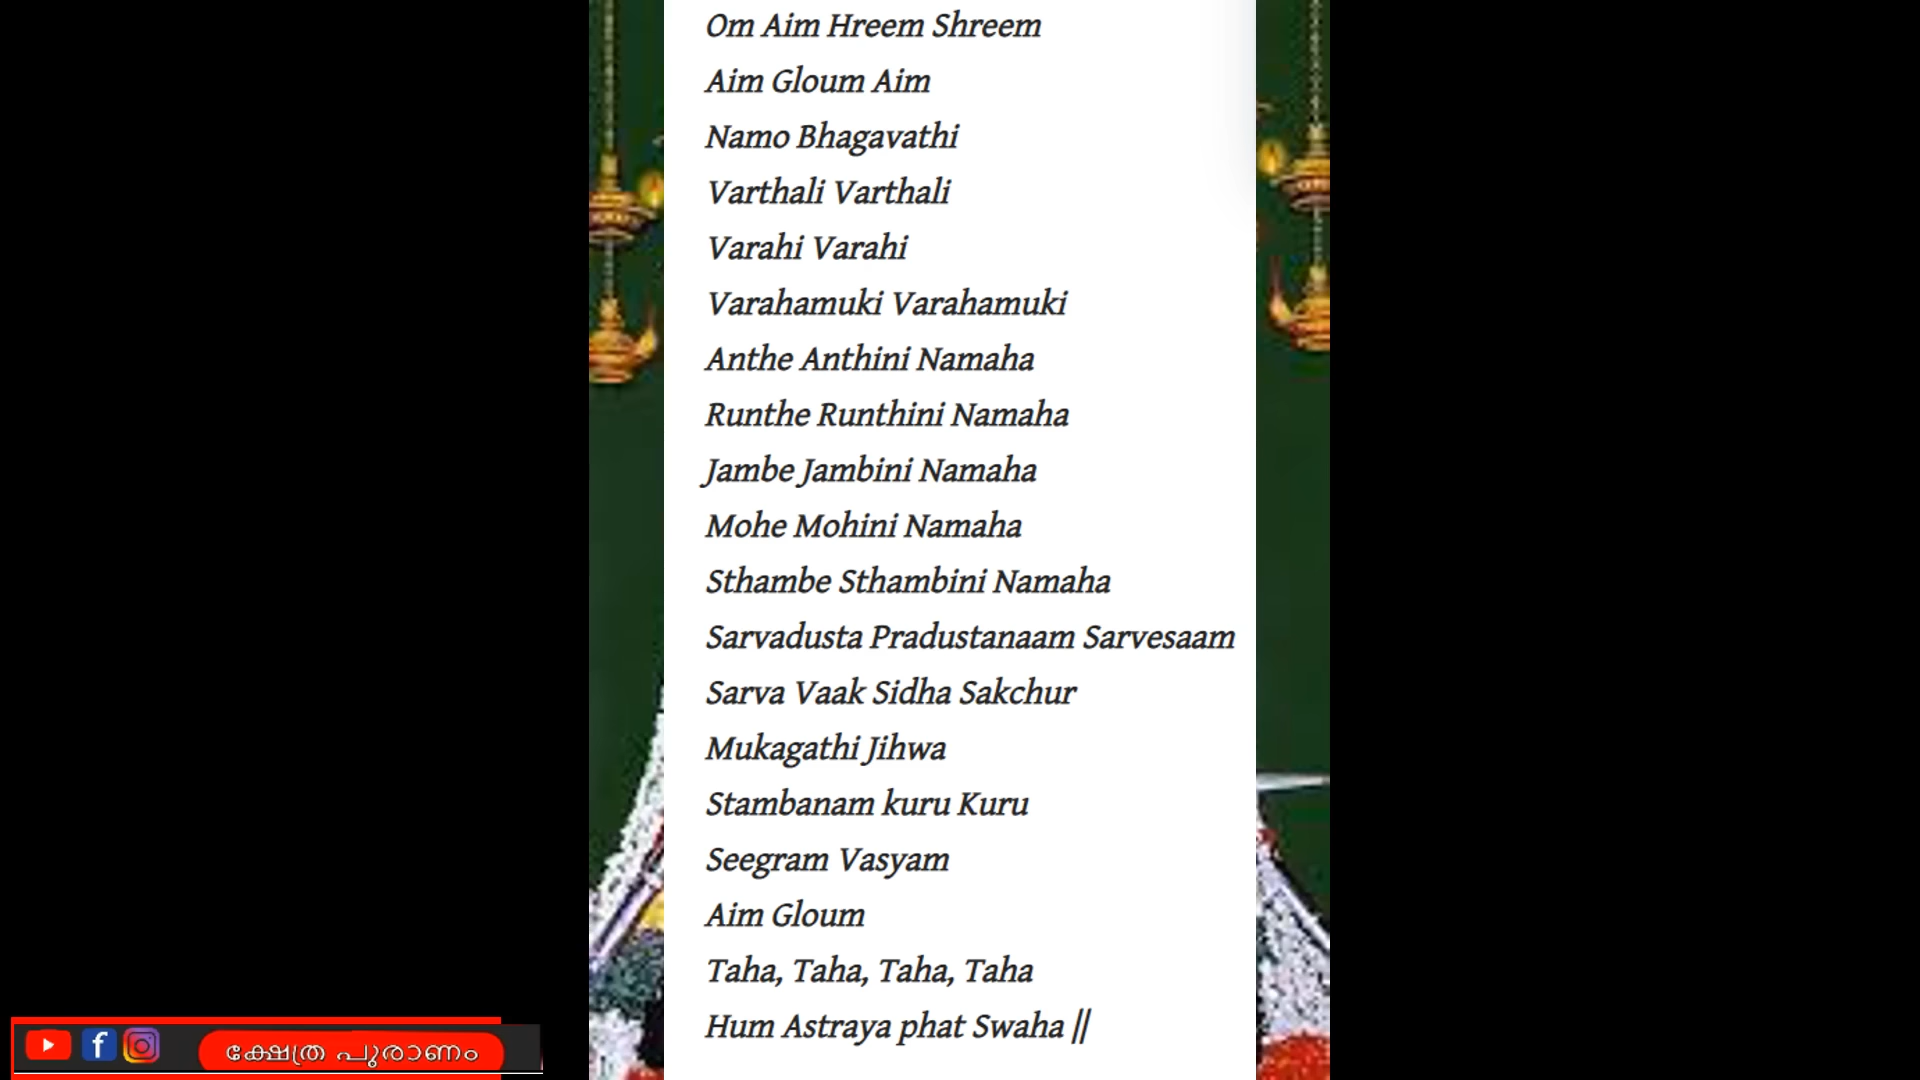 Om Aim Hreem Shreem
Aim Gloum Aim
Namo Bhagavathi
Varthali Varthali
Varahi Varahi
Varahamuki Varahamuki
Anthe Anthini Namaha
Runthe Runthini Namaha
Jambe Jambini Namaha
Mohe Mohini Namaha
Sthambe Sthambini Namaha
Sarvadusta Pradustanaam Sarvesaam
Sarva Vaak Sidha Sakchur
Mukagathi Jihwa
Stambanam kuru Kuru
Seegram Vasyam
Aim Gloum
Taha, Taha, Taha, Taha
Hum Astraya phat Swaha ||
ക്ഷേത്ര പുരാണം